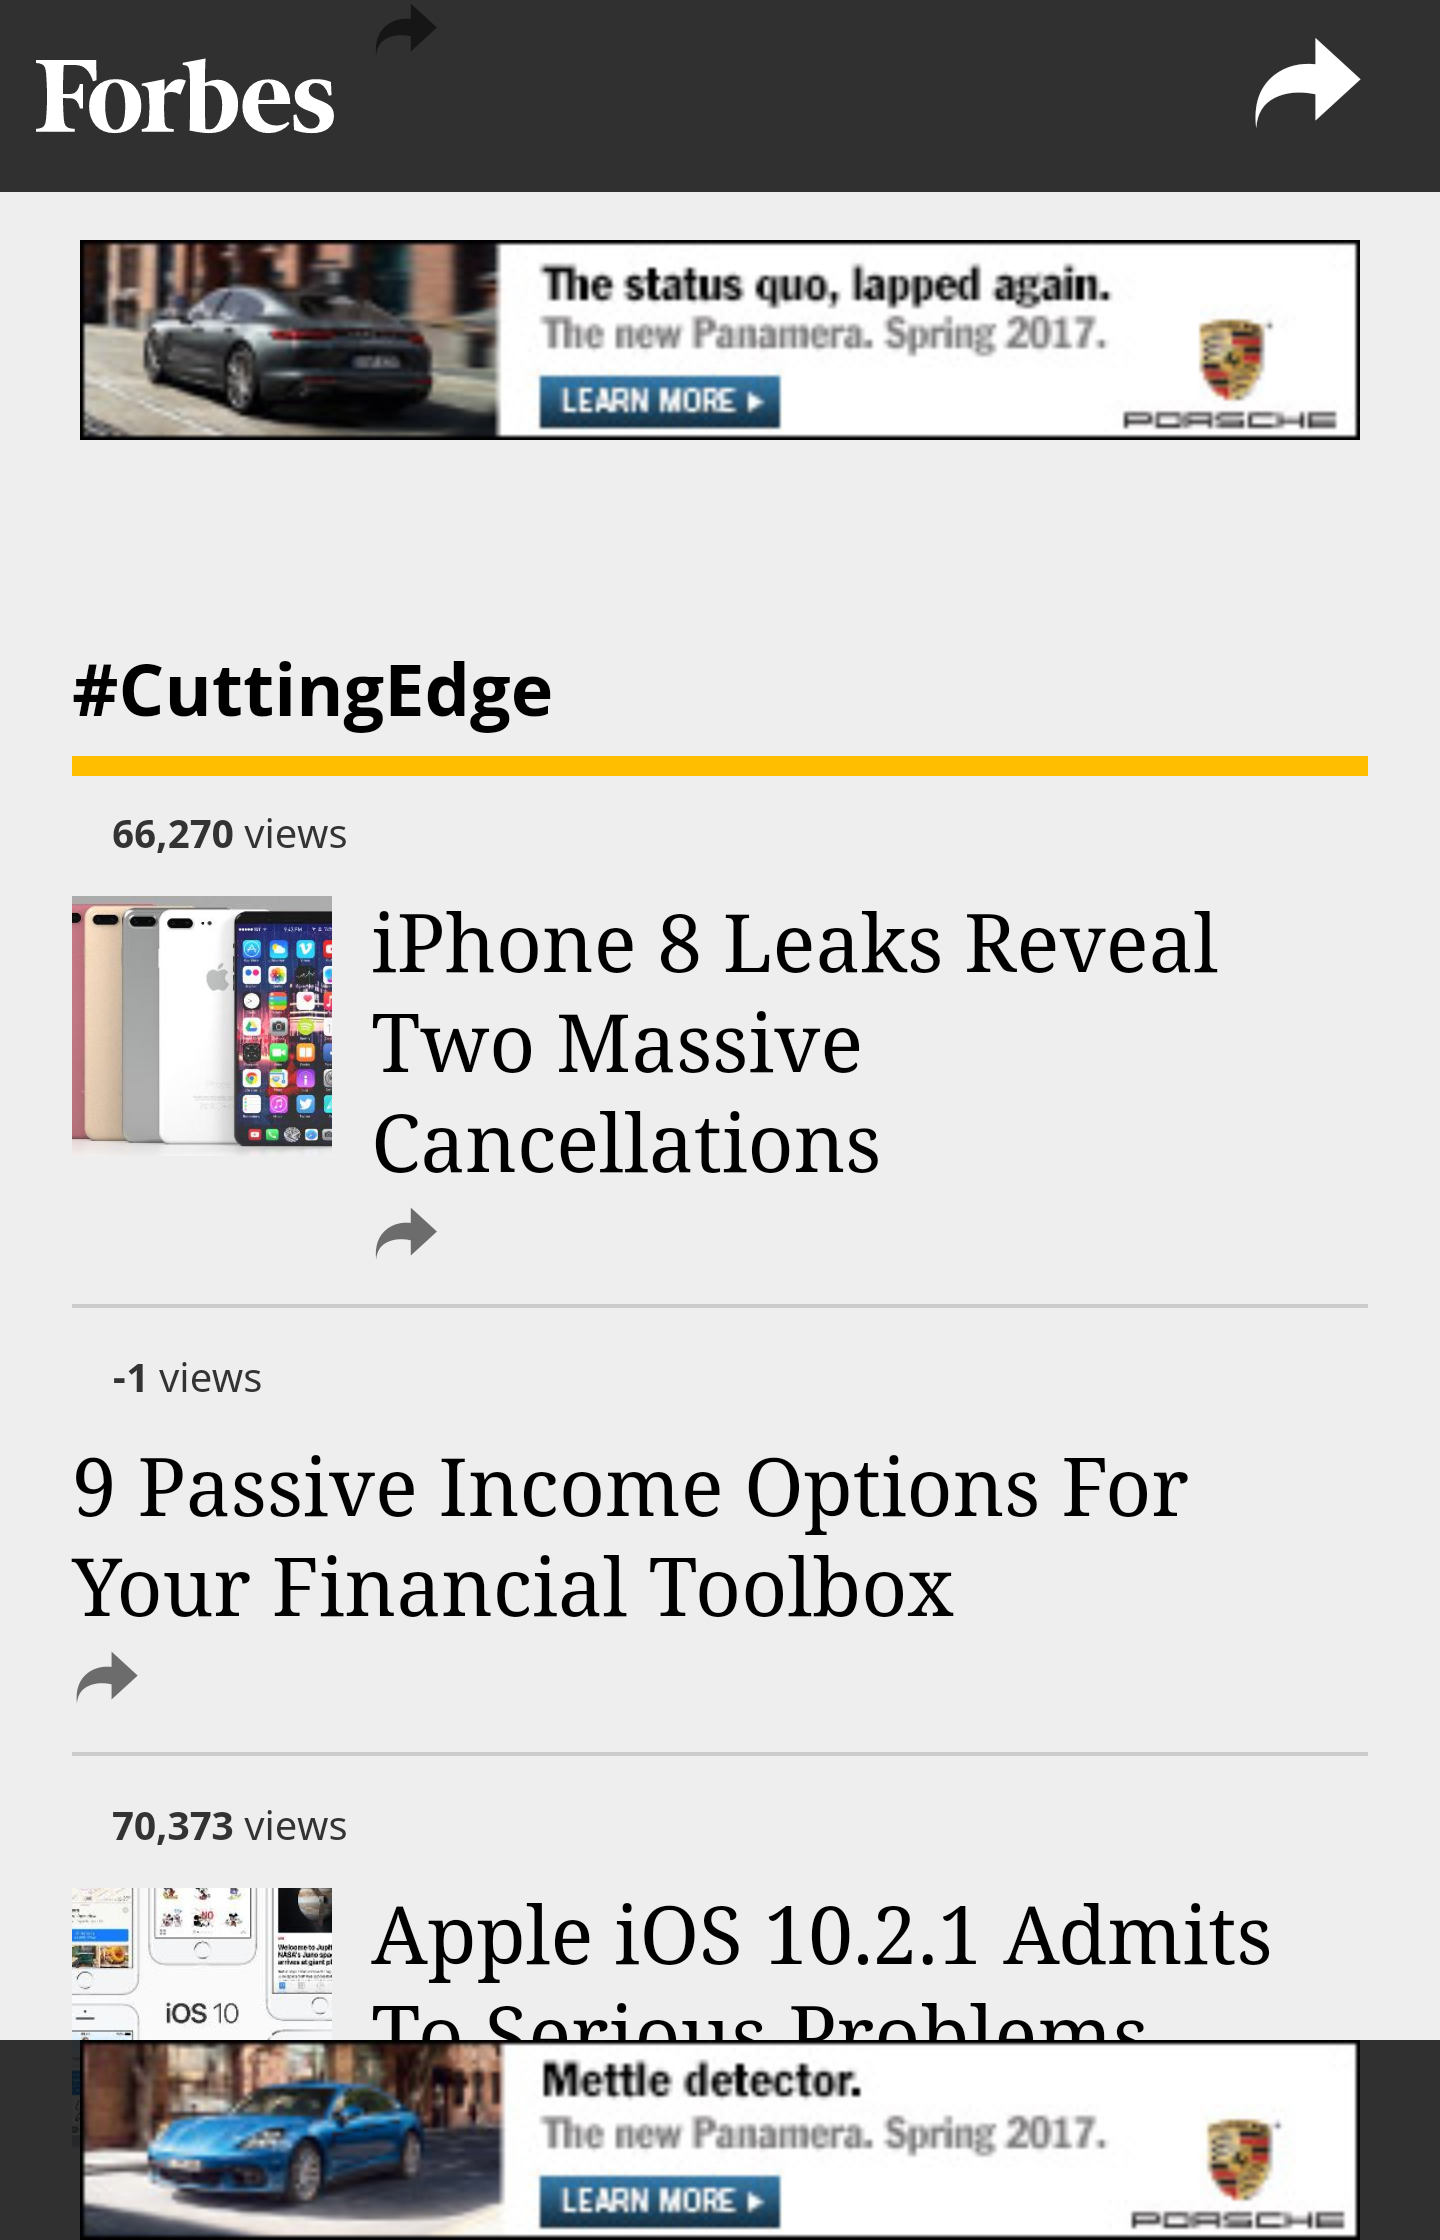 Forbes
The status quo, lapped again.
The new Panamera. Spring 2017.
LEARN MORE
PORSCHE
#CuttingEdge
66,270 views
iPhone 8 Leaks Reveal
Two Massive
Cancellations
-1 views
9 Passive Income Options For
Your Financial Toolbox
70,373 views
Apple iOS 10.2.1 Admits
To Serious Problems
iOS 10
Mettle detector.
The new Panamera. Spring 2017.
LEARN MORE
PORSCHE